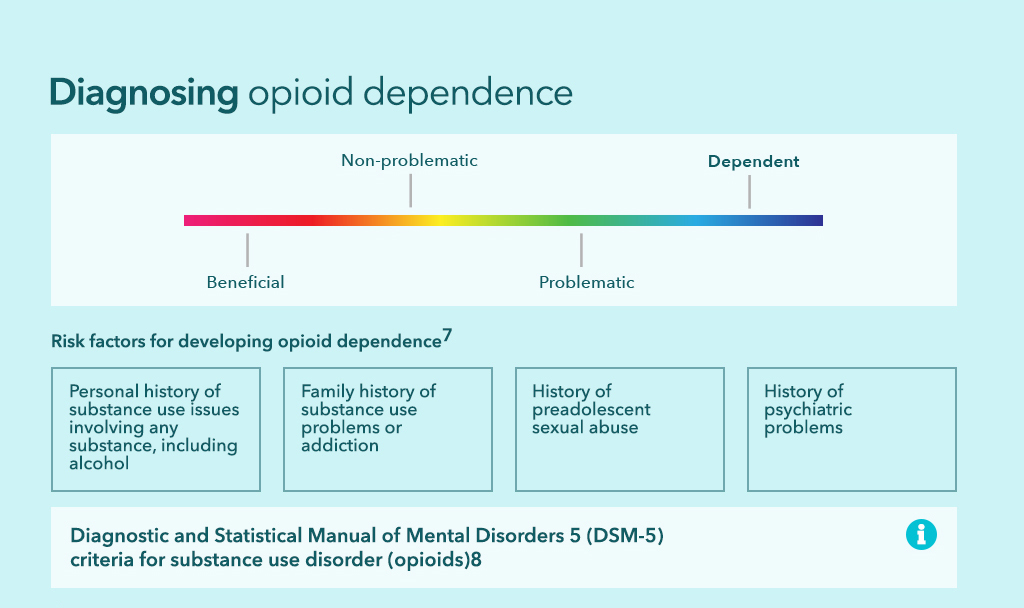 Diagnosing opioid dependence
Non-problematic
Dependent
Beneficial
Problematic
Risk factors for developing opioid dependence7
Personal history of
substance use issues
involving any
substance, including
alcohol
Family history of
substance use
problems or
addiction
History of
preadolescent
sexual abuse
History of
psychiatric
problems
Diagnostic and Statistical Manual of Mental Disorders 5 (DSM-5)
criteria for substance use disorder (opioids)8
i